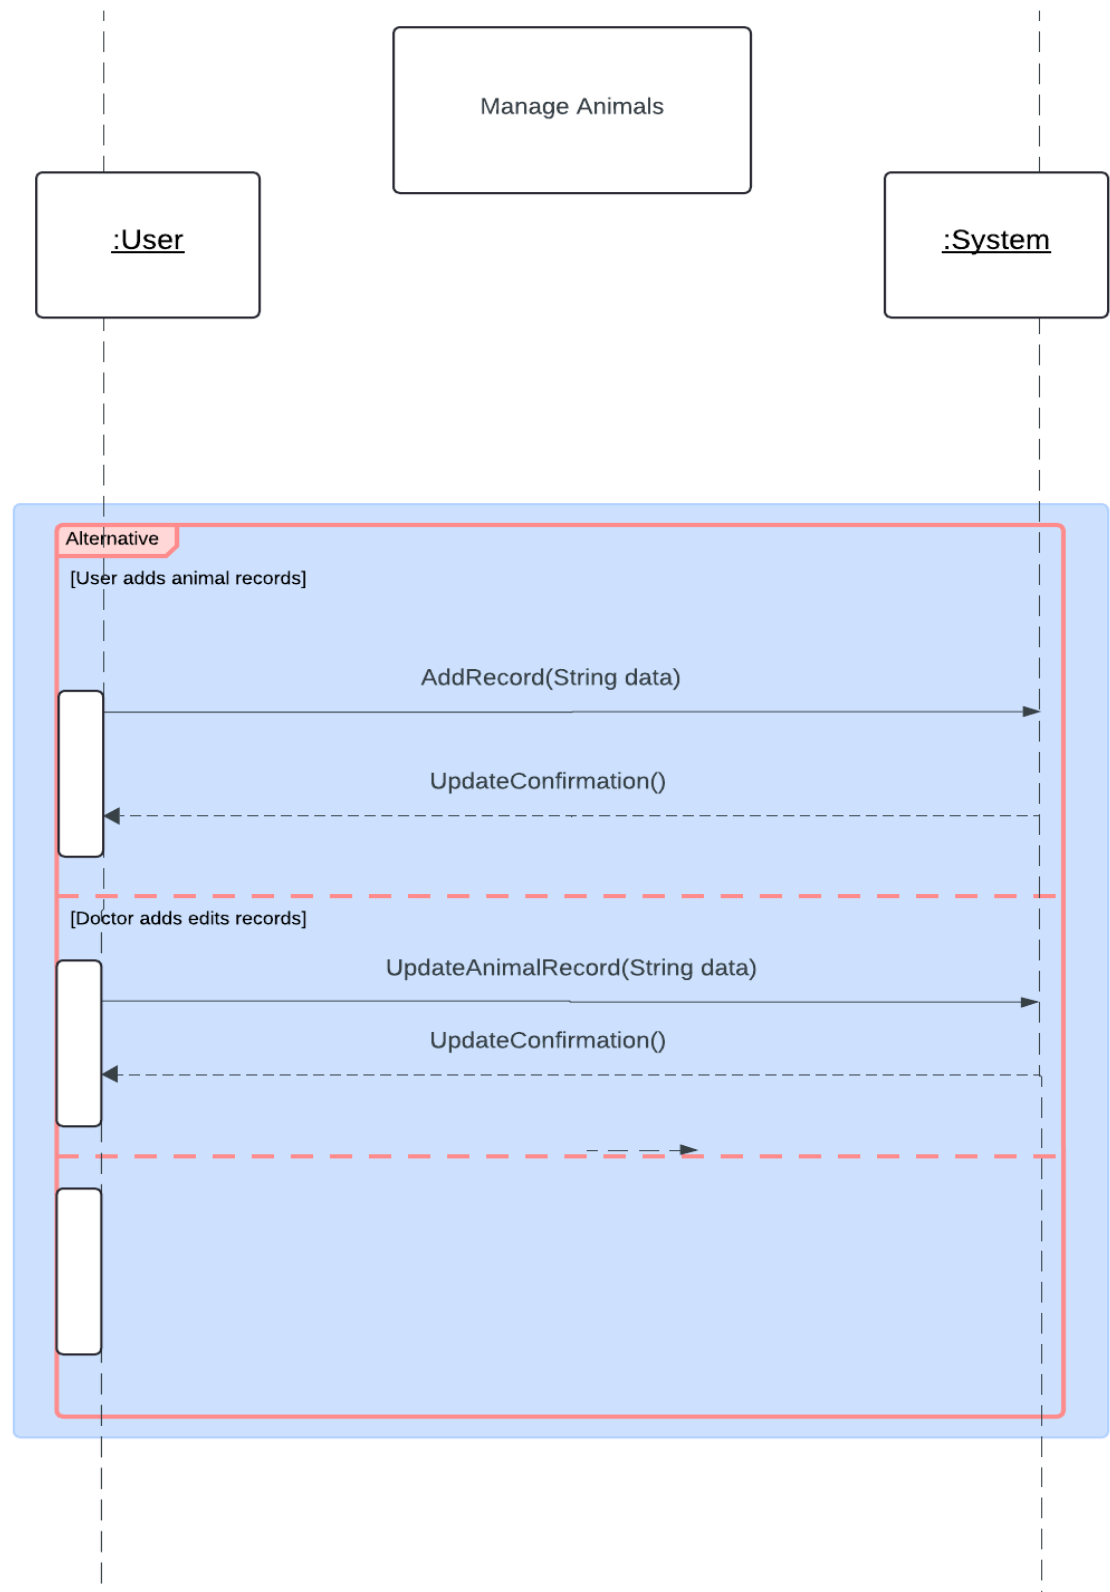 Manage Animals
:User
:System
Alternative
[User adds animal records]
AddRecord(String data)
UpdateConfirmation()
[Doctor adds edits records]
UpdateAnimalRecord(String data)
UpdateConfirmation()